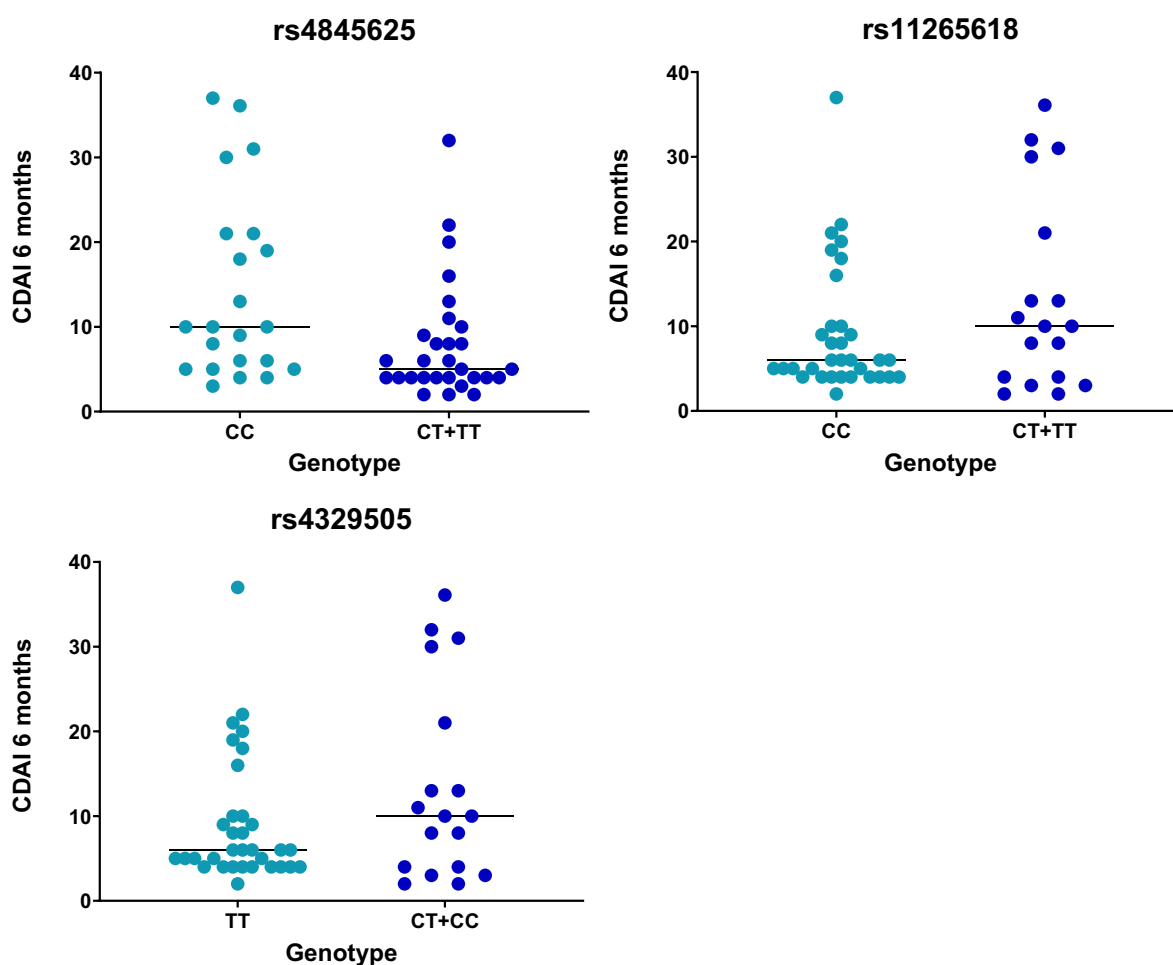 rs4845625
CDAI 6 months
40
30
20
10
0
CC
CT+TT
Genotype
rs11265618
CDAI 6 months
40
30
20
10
0
CC
CT+TT
Genotype
rs4329505
CDAI 6 months
40
30
20
10
0
TT
CT+CC
Genotype